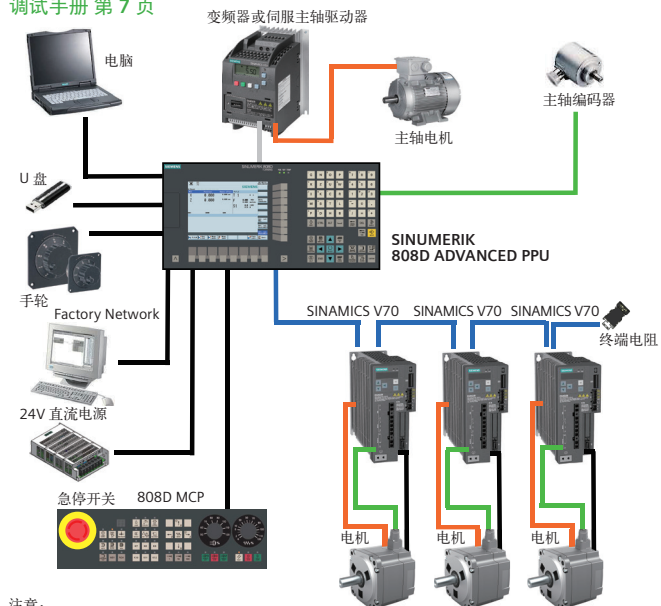 调试手册 第 7 页
变频器或伺服主轴驱动器
电脑
主轴编码器
主轴电机
U 盘
SINUMERIK
808D ADVANCED PPU
手轮
Factory Network
SINAMICS V70
SINAMICS V70
SINAMICS V70
终端电阻
24V 直流电源
急停开关
808D MCP
电机
电机
电机